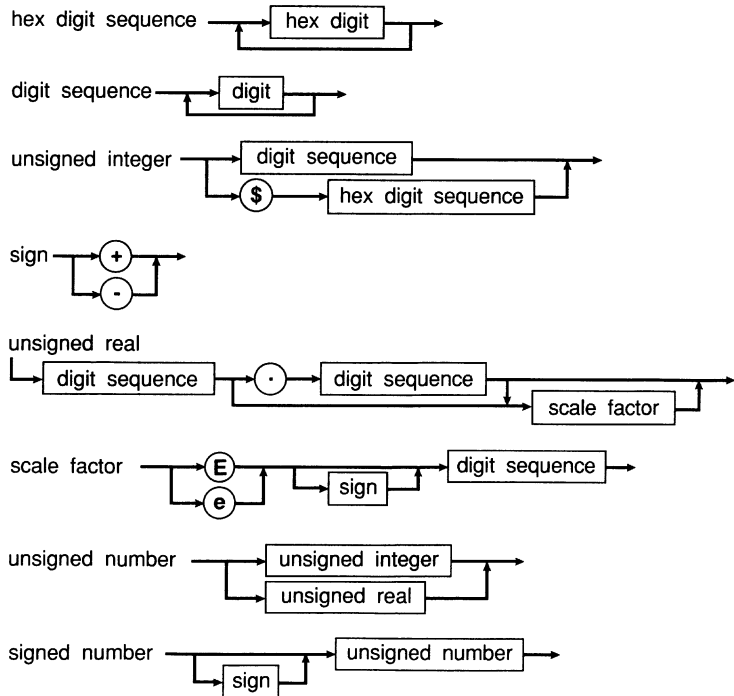 hex digit sequence hex digit
digit sequence digit
unsigned integer digit sequence
$ hex digit sequence
sign +
-
unsigned real
digit sequence . digit sequence
scale factor
scale factor E digit sequence
e sign
unsigned number unsigned integer
unsigned real
signed number unsigned number
sign